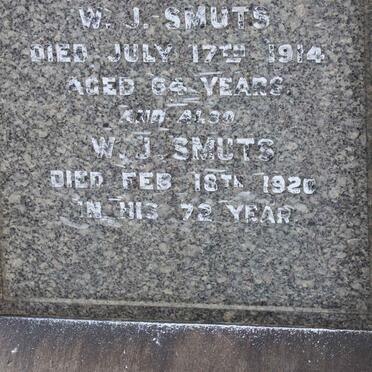 W. J. SMUTS
DIED JULY 17TH 1914
AGED 64 YEARS.
AND ALSO
W. J. SMUTS
DIED FEB 18TH 1920
IN HIS 72 YEAR